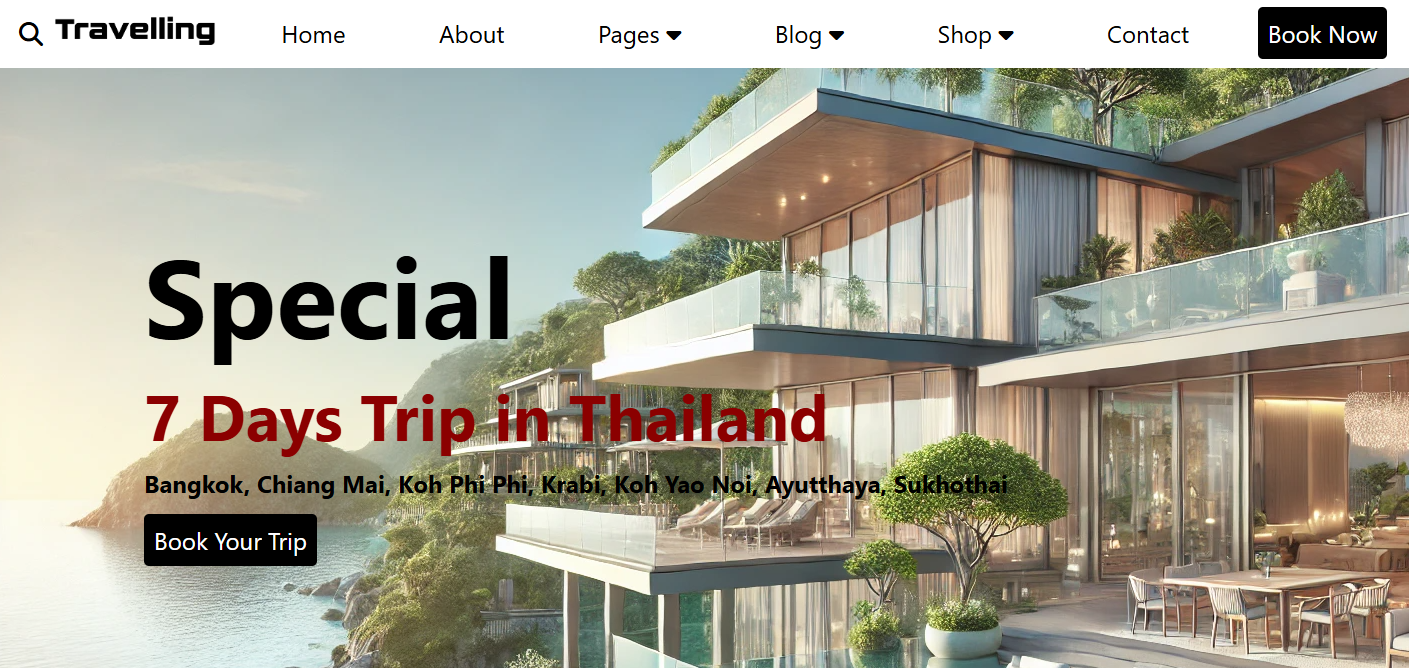 Travelling Home About Pages Blog Shop Contact Book Now
Special
7 Days Trip in Thailand
Bangkok, Chiang Mai, Koh Phi Phi, Krabi, Koh Yao Noi, Ayutthaya, Sukhothai
Book Your Trip